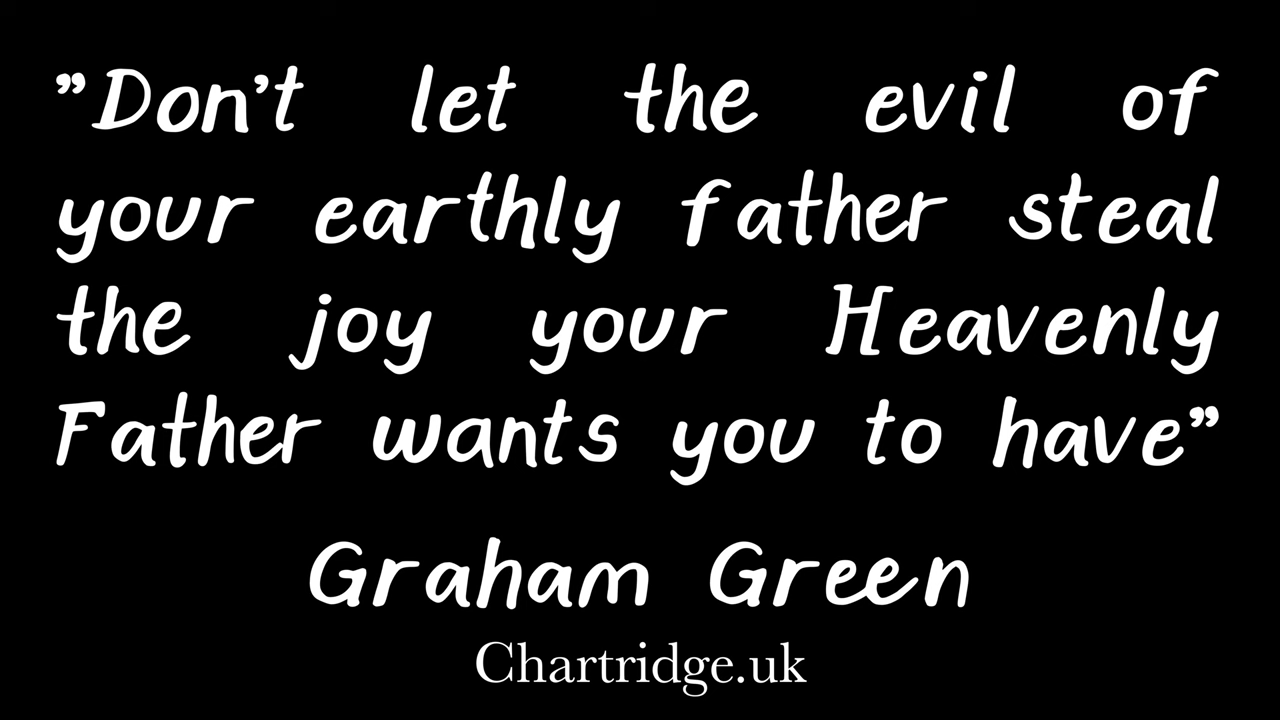 ”Don’t let the evil of
your earthly father steal
the joy your Heavenly
Father wants you to have”
Graham Green
Chartridge.uk